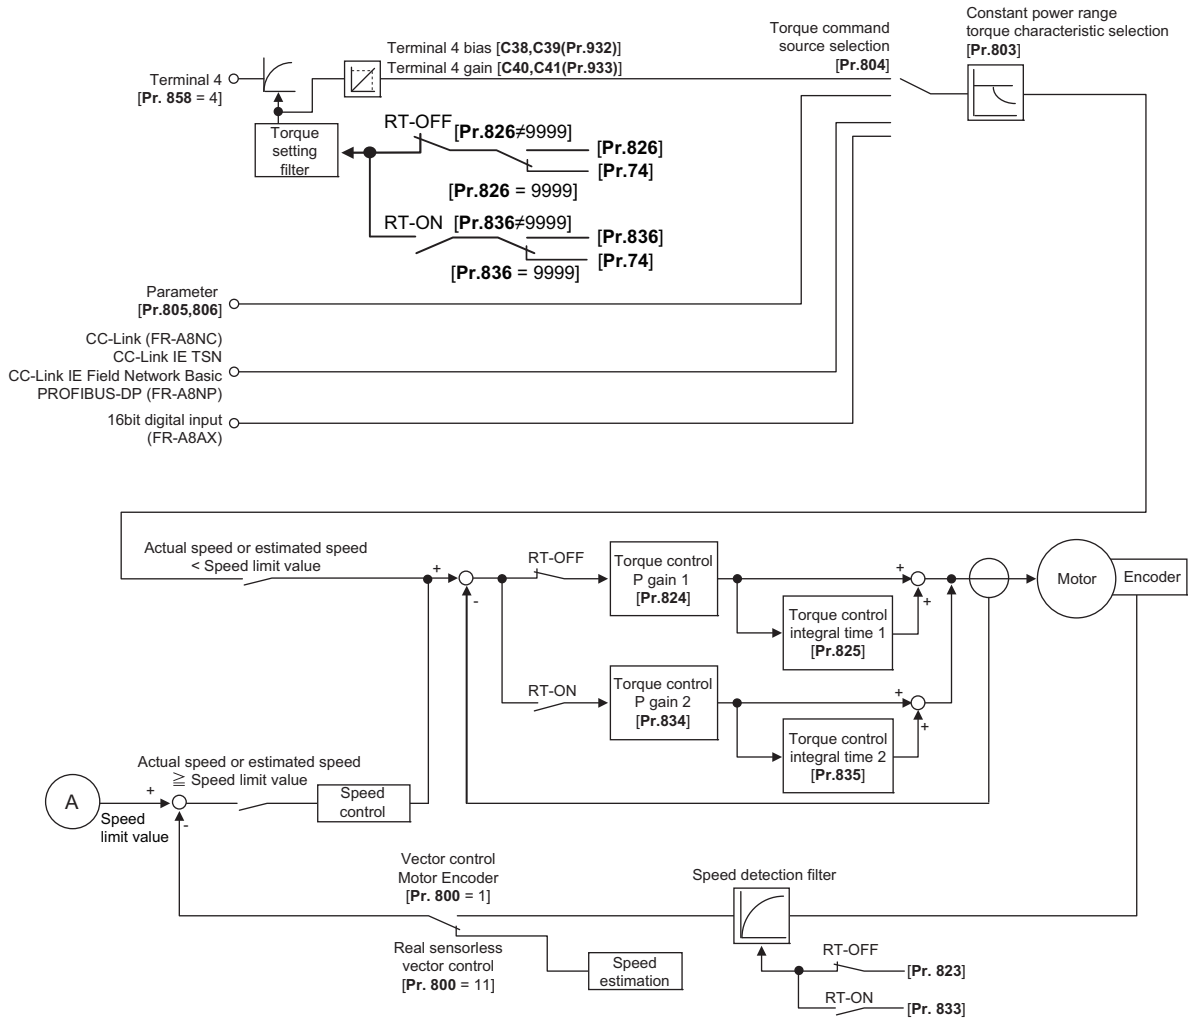 Constant power range
torque characteristic selection
[Pr.803]
Torque command
source selection
[Pr.804]
Terminal 4 bias [C38,C39(Pr.932)]
Terminal 4 gain [C40,C41(Pr.933)]
Terminal 4
[Pr. 858 = 4]
Torque
setting
filter
RT-OFF
[Pr.826≠9999]
[Pr.826]
[Pr.74]
[Pr.826 = 9999]
RT-ON
[Pr.836≠9999]
[Pr.836]
[Pr.74]
[Pr.836 = 9999]
Parameter
[Pr.805,806]
CC-Link (FR-A8NC)
CC-Link IE TSN
CC-Link IE Field Network Basic
PROFIBUS-DP (FR-A8NP)
16bit digital input
(FR-A8AX)
Actual speed or estimated speed
< Speed limit value
+
-
RT-OFF
Torque control
P gain 1
[Pr.824]
Torque control
integral time 1
[Pr.825]
+
+
Motor
Encoder
RT-ON
Torque control
P gain 2
[Pr.834]
Torque control
integral time 2
[Pr.835]
+
+
Actual speed or estimated speed
≧ Speed limit value
A
+
-
Speed
limit value
Speed
control
Vector control
Motor Encoder
[Pr. 800 = 1]
Real sensorless
vector control
[Pr. 800 = 11]
Speed
estimation
Speed detection filter
RT-OFF
[Pr. 823]
RT-ON
[Pr. 833]